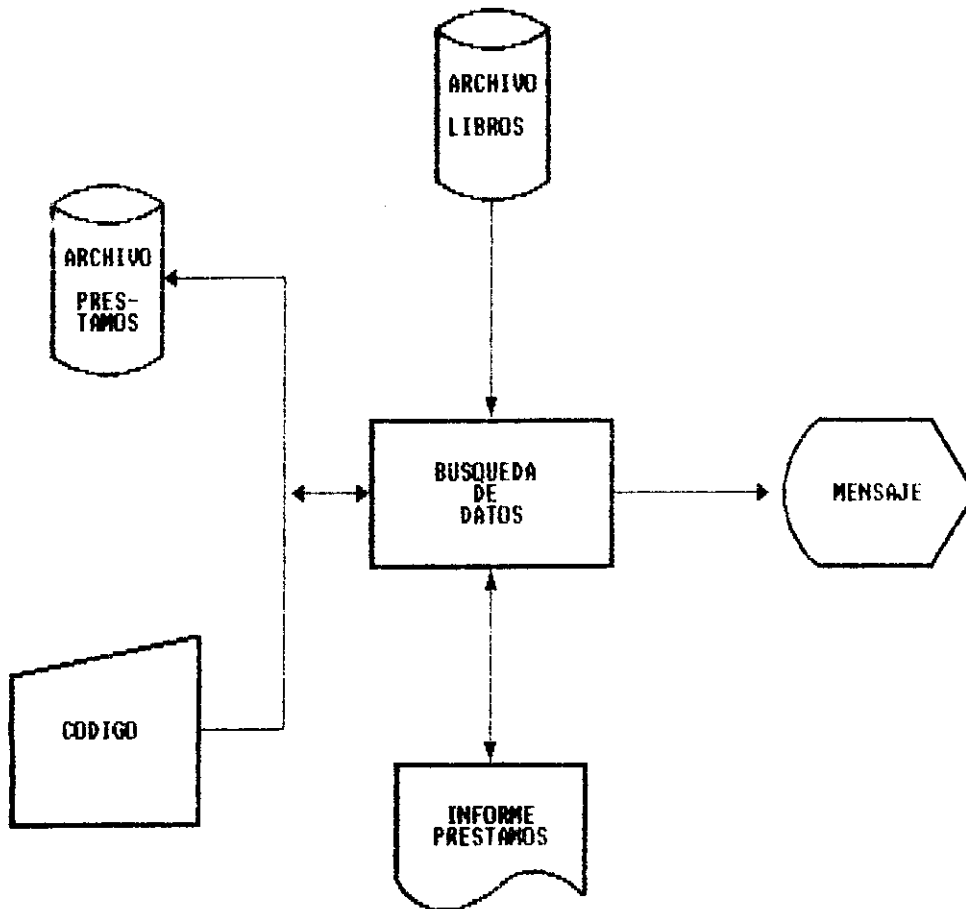 ARCHIVO
LIBROS
ARCHIVO
PRES-
TAMOS
BUSQUEDA
DE
DATOS
MENSAJE
CODIGO
INFORME
PRESTAMOS